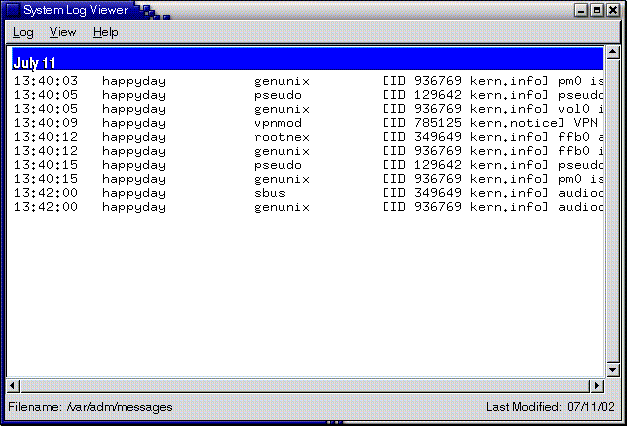 System Log Viewer
Log View Help
July 11
13:40:03 happyday genunix [ID 936769 kern.info] pm0 is
13:40:05 happyday pseudo [ID 129642 kern.info] pseudo
13:40:05 happyday genunix [ID 936769 kern.info] vol0 i
13:40:09 happyday vpnmod [ID 785125 kern.notice] VPN
13:40:12 happyday rootnex [ID 349649 kern.info] ffb0 a
13:40:12 happyday genunix [ID 936769 kern.info] ffb0 i
13:40:15 happyday pseudo [ID 129642 kern.info] pseudo
13:40:15 happyday genunix [ID 936769 kern.info] pm0 is
13:42:00 happyday sbus [ID 349649 kern.info] audioc
13:42:00 happyday genunix [ID 936769 kern.info] audioc
Filename: /var/adm/messages Last Modified: 07/11/02